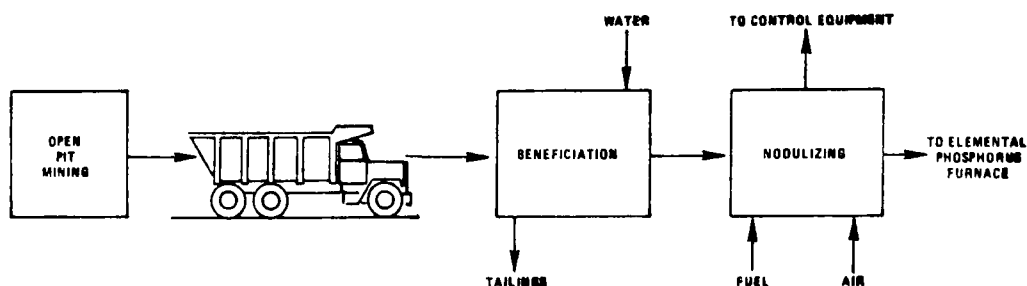 WATER
TO CONTROL EQUIPMENT
OPEN
PIT
MINING
BENEFICIATION
NODULIZING
TO ELEMENTAL
PHOSPHORUS
FURNACE
TAILINGS
FUEL
AIR